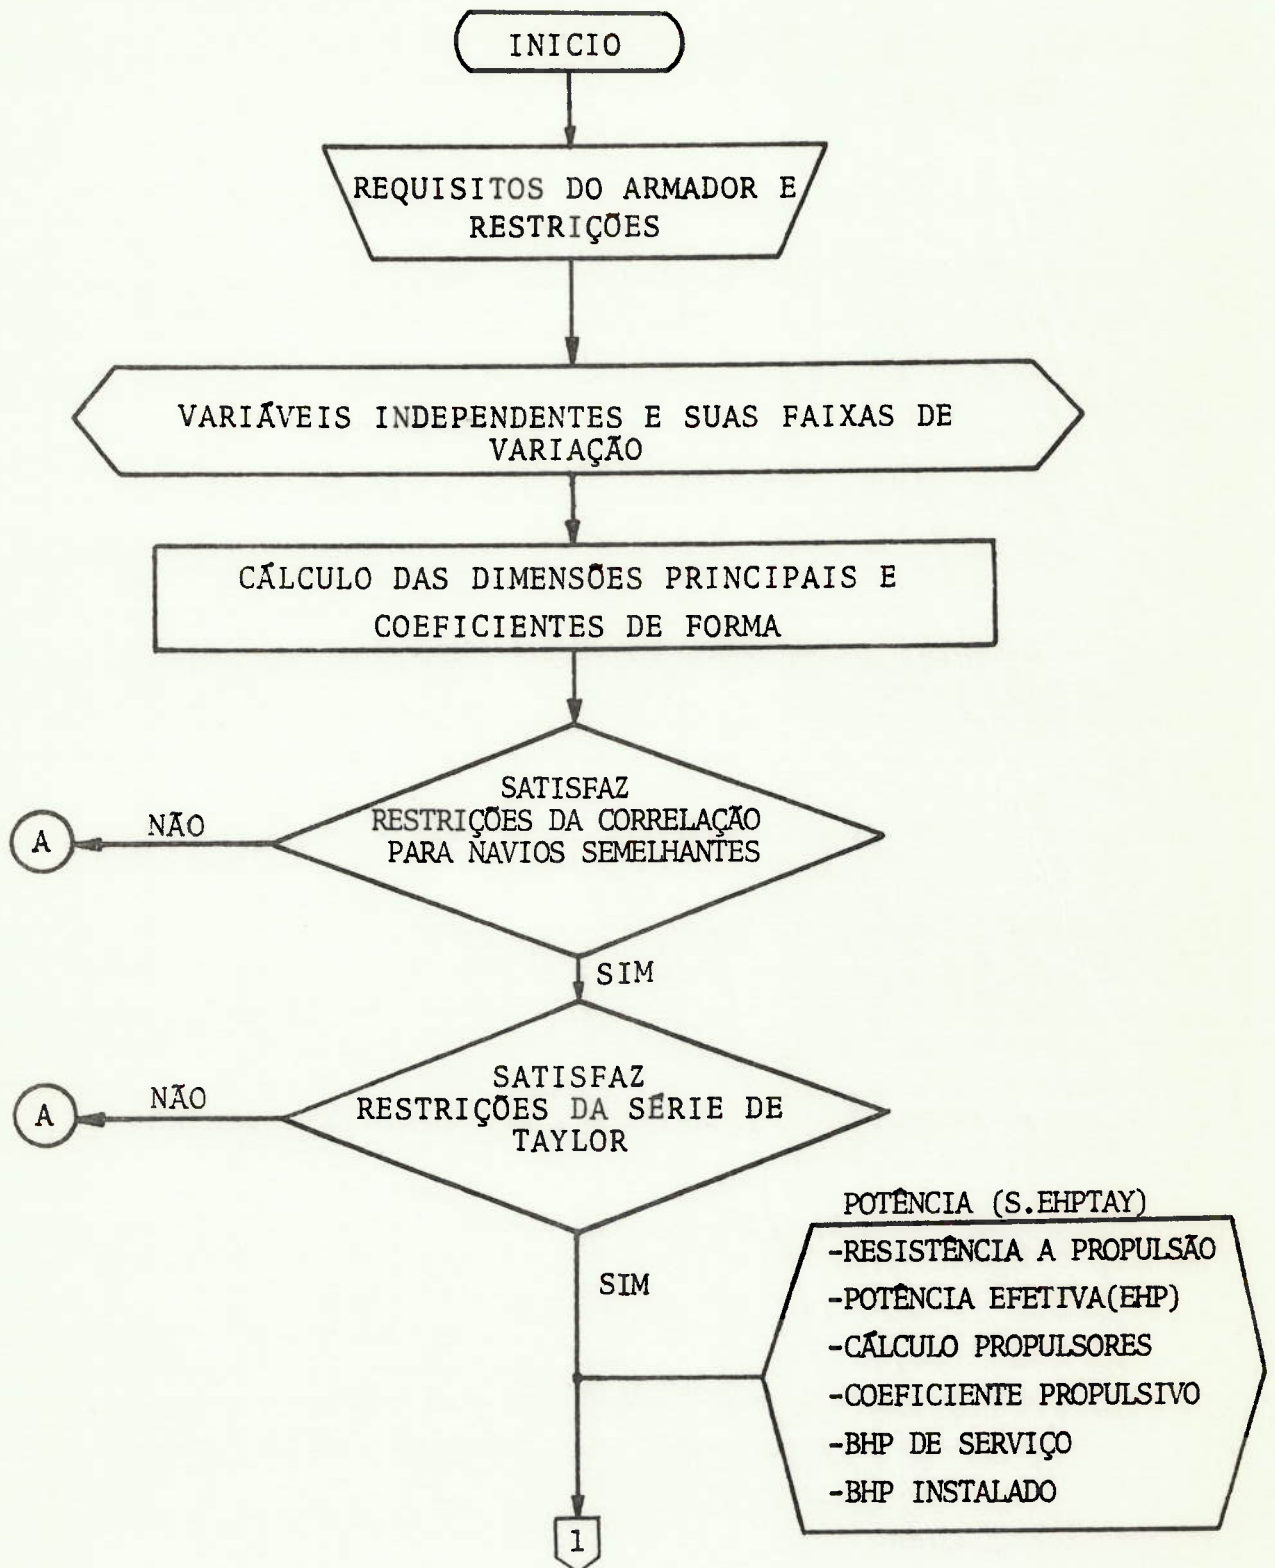 INICIO
REQUISITOS DO ARMADOR E
RESTRIÇÕES
VARIÁVEIS INDEPENDENTES E SUAS FAIXAS DE
VARIAÇÃO
CÁLCULO DAS DIMENSÕES PRINCIPAIS E
COEFICIENTES DE FORMA
SATISFAZ
RESTRIÇÕES DA CORRELAÇÃO
PARA NAVIOS SEMELHANTES
NÃO
A
SIM
SATISFAZ
RESTRIÇÕES DA SÉRIE DE
TAYLOR
NÃO
A
SIM
POTÊNCIA (S.EHPTAY)
-RESISTÊNCIA A PROPULSÃO
-POTÊNCIA EFETIVA(EHP)
-CÁLCULO PROPULSORES
-COEFICIENTE PROPULSIVO
-BHP DE SERVIÇO
-BHP INSTALADO
1